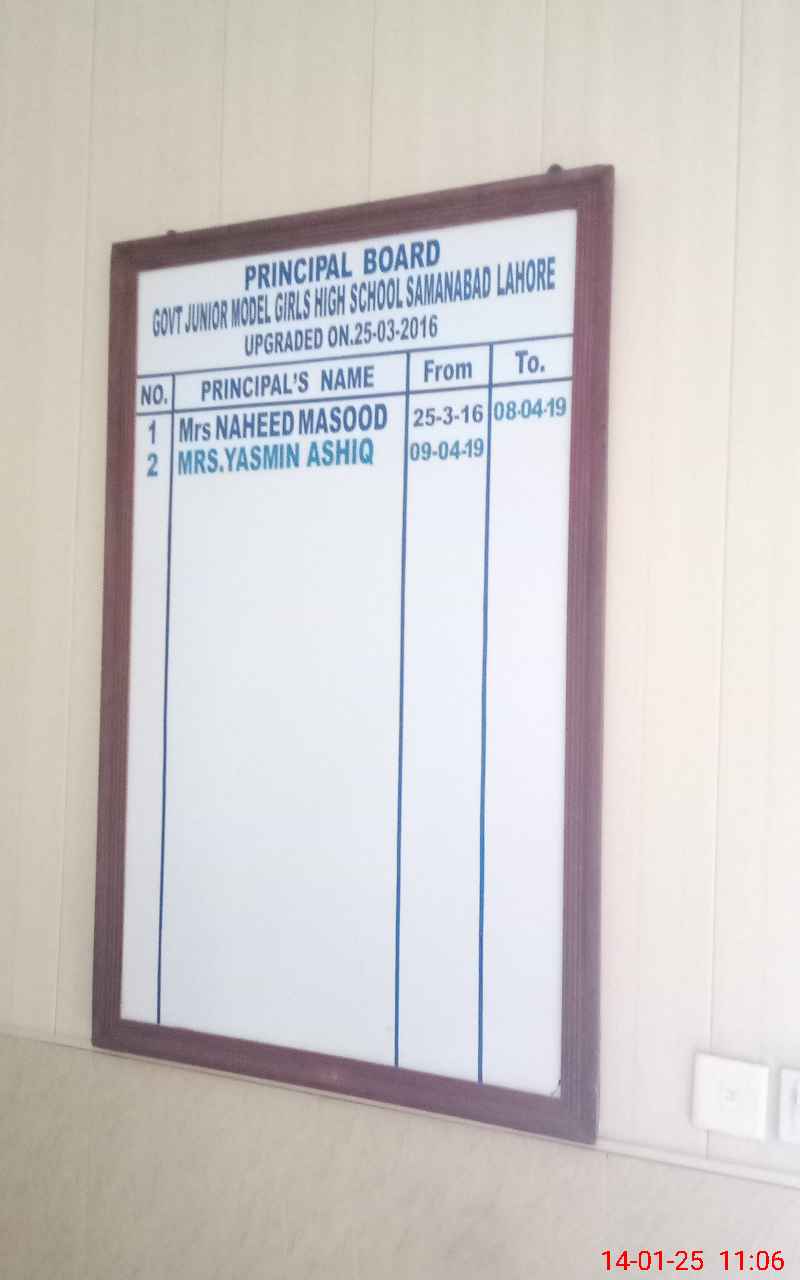 PRINCIPAL BOARD
GOVT JUNIOR MODEL GIRLS HIGH SCHOOL SAMANABAD LAHORE
UPGRADED ON.25-03-2016
NO. PRINCIPAL'S NAME From To.
1 Mrs NAHEED MASOOD 25-3-16 08-04-19
2 MRS.YASMIN ASHIQ 09-04-19
14-01-25 11:06